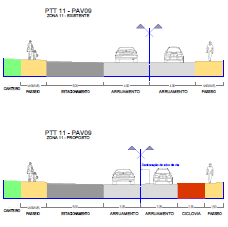 PTT 11 - PAV09
ZONA 11 - EXISTENTE
CANTEIRO PASSEIO ESTACIONAMENTO ARRUAMENTO ARRUAMENTO PASSEIO
PTT 11 - PAV09
ZONA 11 - PROPOSTO
CANTEIRO PASSEIO ESTACIONAMENTO ARRUAMENTO ARRUAMENTO CICLOVIA PASSEIO